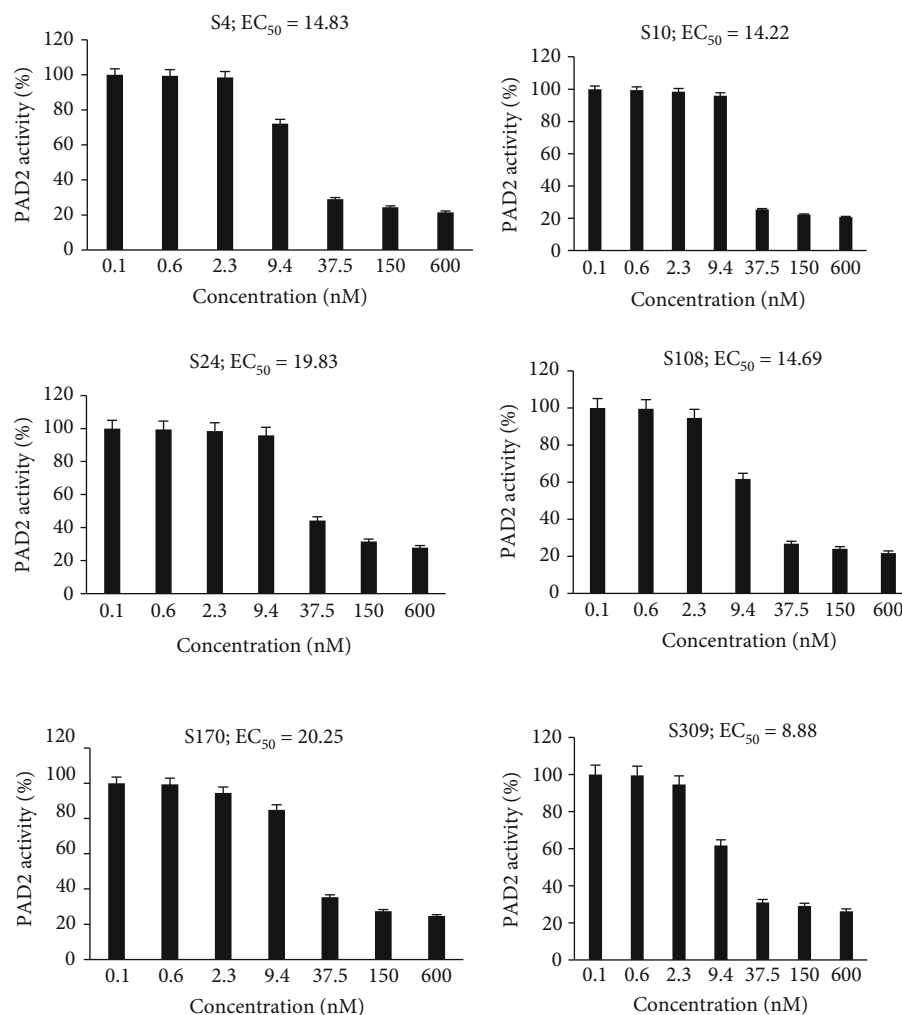 S4; EC50 = 14.83
PAD2 activity (%)
120
100
80
60
40
20
0
0.1 0.6 2.3 9.4 37.5 150 600
Concentration (nM)
S10; EC50 = 14.22
PAD2 activity (%)
120
100
80
60
40
20
0
0.1 0.6 2.3 9.4 37.5 150 600
Concentration (nM)
S24; EC50 = 19.83
PAD2 activity (%)
120
100
80
60
40
20
0
0.1 0.6 2.3 9.4 37.5 150 600
Concentration (nM)
S108; EC50 = 14.69
PAD2 activity (%)
120
100
80
60
40
20
0
0.1 0.6 2.3 9.4 37.5 150 600
Concentration (nM)
S170; EC50 = 20.25
PAD2 activity (%)
120
100
80
60
40
20
0
0.1 0.6 2.3 9.4 37.5 150 600
Concentration (nM)
S309; EC50 = 8.88
PAD2 activity (%)
120
100
80
60
40
20
0
0.1 0.6 2.3 9.4 37.5 150 600
Concentration (nM)